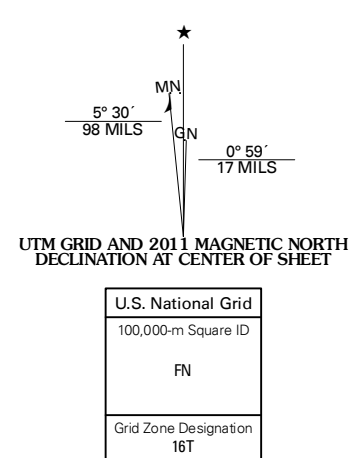 MN
5° 30´
98 MILS
GN
0° 59´
17 MILS
UTM GRID AND 2011 MAGNETIC NORTH
DECLINATION AT CENTER OF SHEET
U.S. National Grid
100,000-m Square ID
FN
Grid Zone Designation
16T